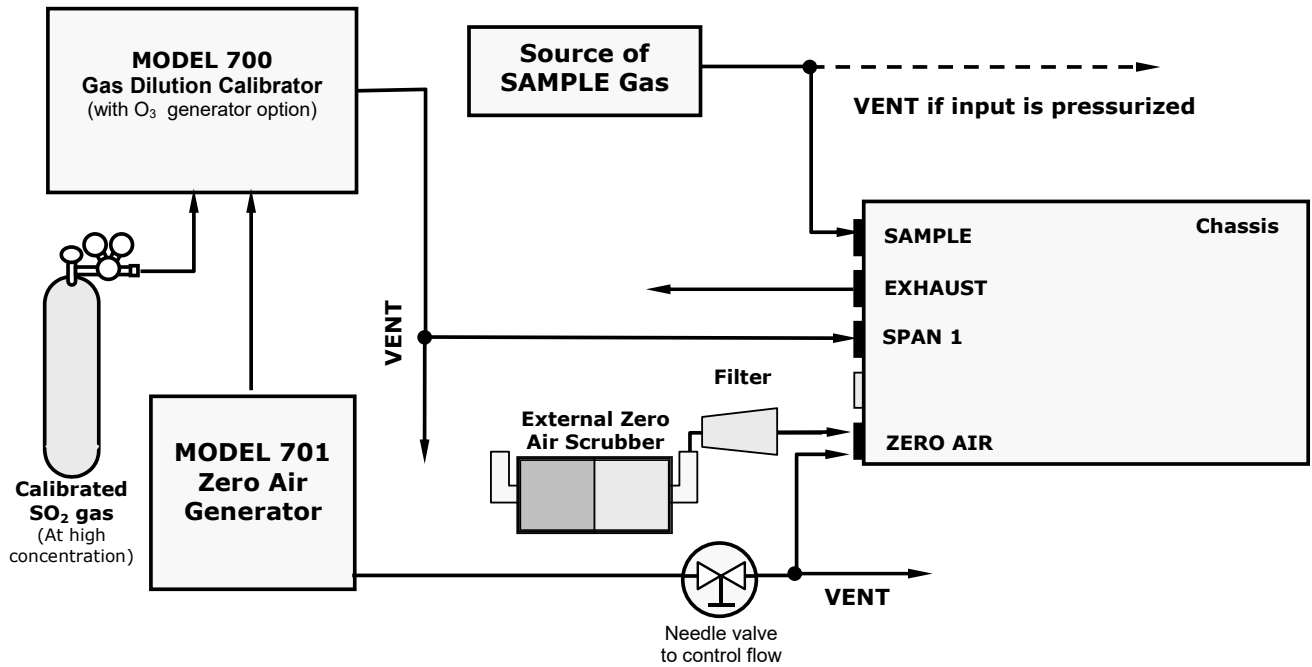 MODEL 700
Gas Dilution Calibrator
(with O₃ generator option)
Source of
SAMPLE Gas
VENT if input is pressurized
Chassis
SAMPLE
EXHAUST
SPAN 1
ZERO AIR
VENT
Filter
External Zero
Air Scrubber
MODEL 701
Zero Air
Generator
Calibrated
SO₂ gas
(At high
concentration)
VENT
Needle valve
to control flow